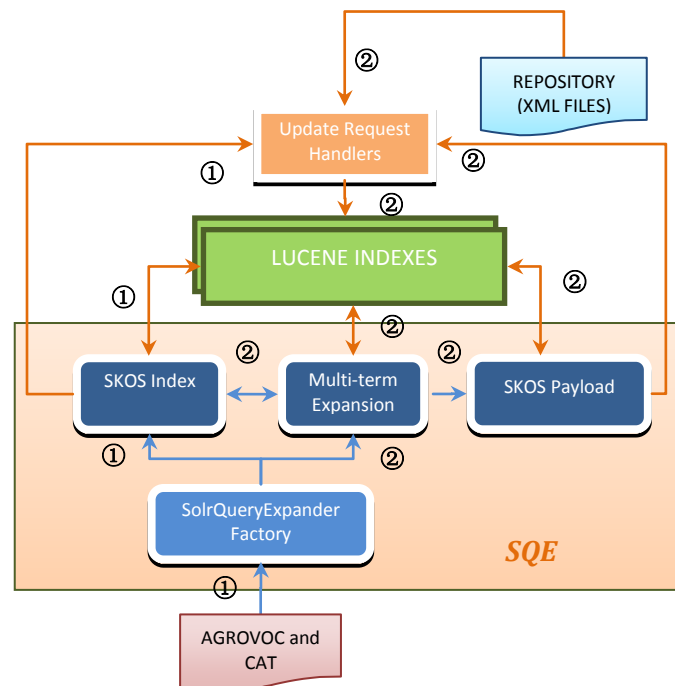 ②
REPOSITORY
(XML FILES)
Update Request
Handlers
①
②
②
LUCENE INDEXES
①
②
②
②
②
SKOS Index
Multi-term
Expansion
SKOS Payload
①
②
SolrQueryExpander
Factory
SQE
①
AGROVOC and
CAT